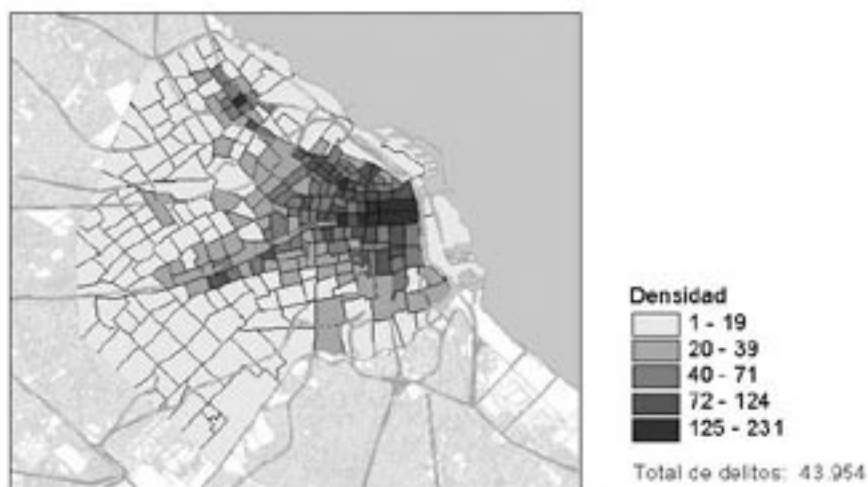 Densidad
1 - 19
20 - 39
40 - 71
72 - 124
125 - 231
Total de delitos: 43.954